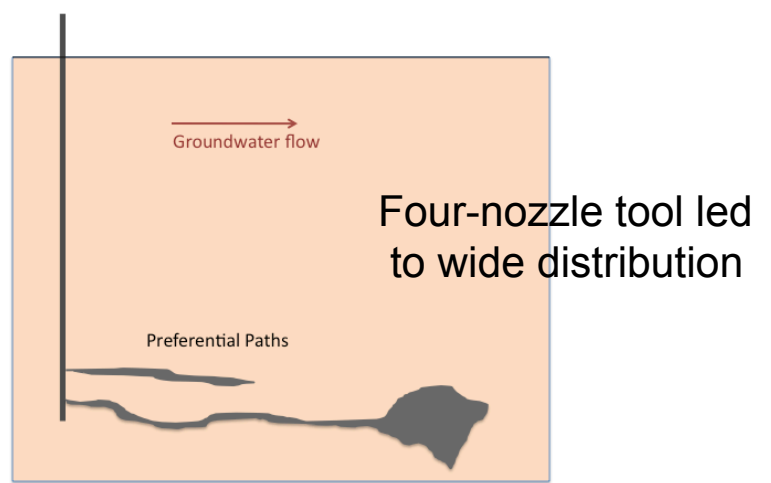 Groundwater flow
Four-nozzle tool led
to wide distribution
Preferential Paths